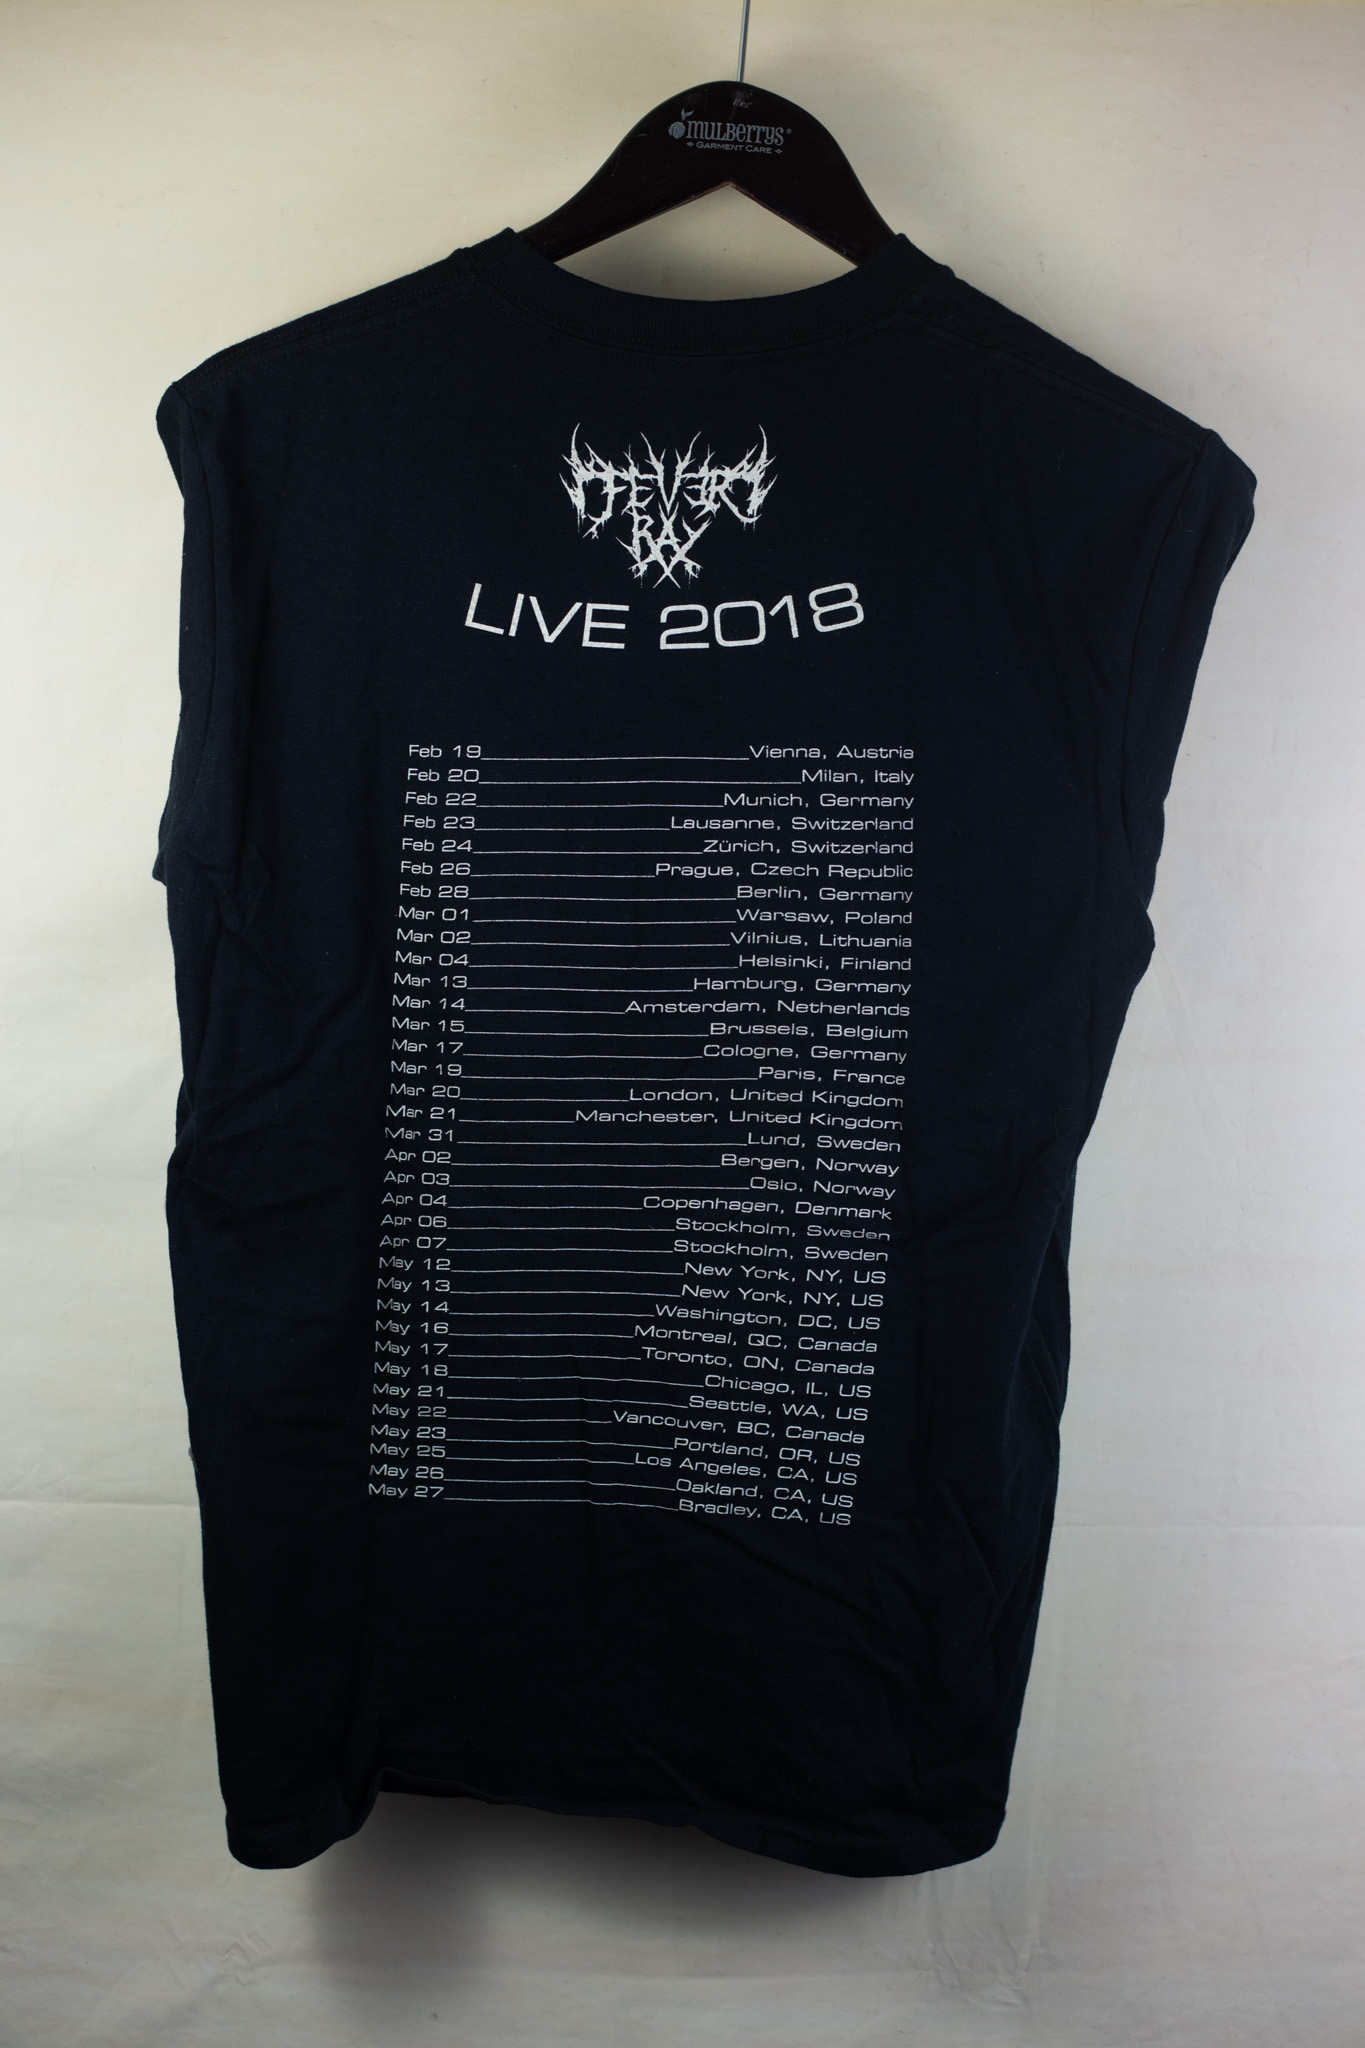 mulberrys
GARMENT CARE
FEVER
RAY
LIVE 2018
Feb 19 Vienna, Austria
Feb 20 Milan, Italy
Feb 22 Munich, Germany
Feb 23 Lausanne, Switzerland
Feb 24 Zürich, Switzerland
Feb 26 Prague, Czech Republic
Feb 28 Berlin, Germany
Mar 01 Warsaw, Poland
Mar 02 Vilnius, Lithuania
Mar 04 Helsinki, Finland
Mar 13 Hamburg, Germany
Mar 14 Amsterdam, Netherlands
Mar 15 Brussels, Belgium
Mar 17 Cologne, Germany
Mar 19 Paris, France
Mar 20 London, United Kingdom
Mar 21 Manchester, United Kingdom
Mar 31 Lund, Sweden
Apr 02 Bergen, Norway
Apr 03 Oslo, Norway
Apr 04 Copenhagen, Denmark
Apr 06 Stockholm, Sweden
Apr 07 Stockholm, Sweden
May 12 New York, NY, US
May 13 New York, NY, US
May 14 Washington, DC, US
May 16 Montreal, QC, Canada
May 17 Toronto, ON, Canada
May 18 Chicago, IL, US
May 21 Seattle, WA, US
May 22 Vancouver, BC, Canada
May 23 Portland, OR, US
May 25 Los Angeles, CA, US
May 26 Oakland, CA, US
May 27 Bradley, CA, US